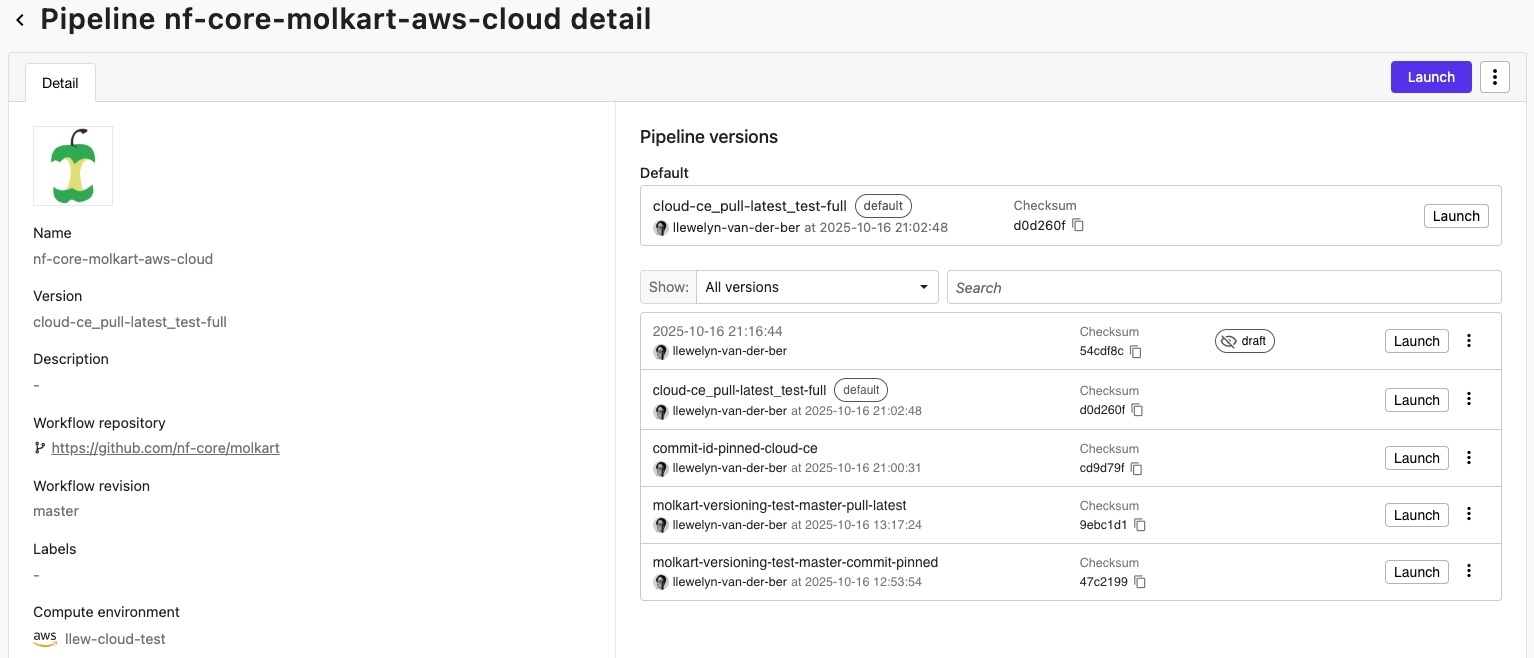 Pipeline nf-core-molkart-aws-cloud detail
Detail
Launch
Name
nf-core-molkart-aws-cloud
Version
cloud-ce_pull-latest_test-full
Description
-
Workflow repository
https://github.com/nf-core/molkart
Workflow revision
master
Labels
-
Compute environment
aws llew-cloud-test
Pipeline versions
Default
cloud-ce_pull-latest_test-full default
llewelyn-van-der-ber at 2025-10-16 21:02:48
Checksum
d0d260f
Launch
Show: All versions
Search
2025-10-16 21:16:44
llewelyn-van-der-ber
Checksum
54cdf8c
draft
Launch
cloud-ce_pull-latest_test-full default
llewelyn-van-der-ber at 2025-10-16 21:02:48
Checksum
d0d260f
Launch
commit-id-pinned-cloud-ce
llewelyn-van-der-ber at 2025-10-16 21:00:31
Checksum
cd9d79f
Launch
molkart-versioning-test-master-pull-latest
llewelyn-van-der-ber at 2025-10-16 13:17:24
Checksum
9ebc1d1
Launch
molkart-versioning-test-master-commit-pinned
llewelyn-van-der-ber at 2025-10-16 12:53:54
Checksum
47c2199
Launch